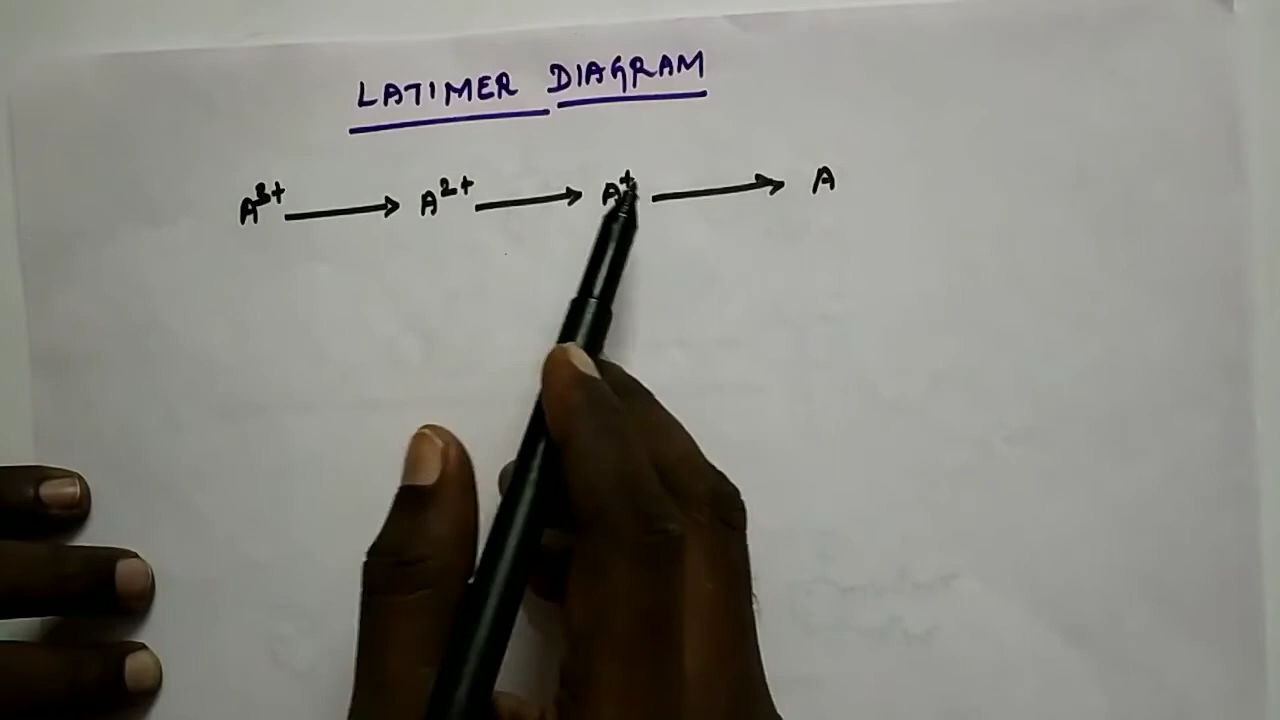 LATIMER DIAGRAM
A³⁺ ⟶ A²⁺ ⟶ A⁺ ⟶ A